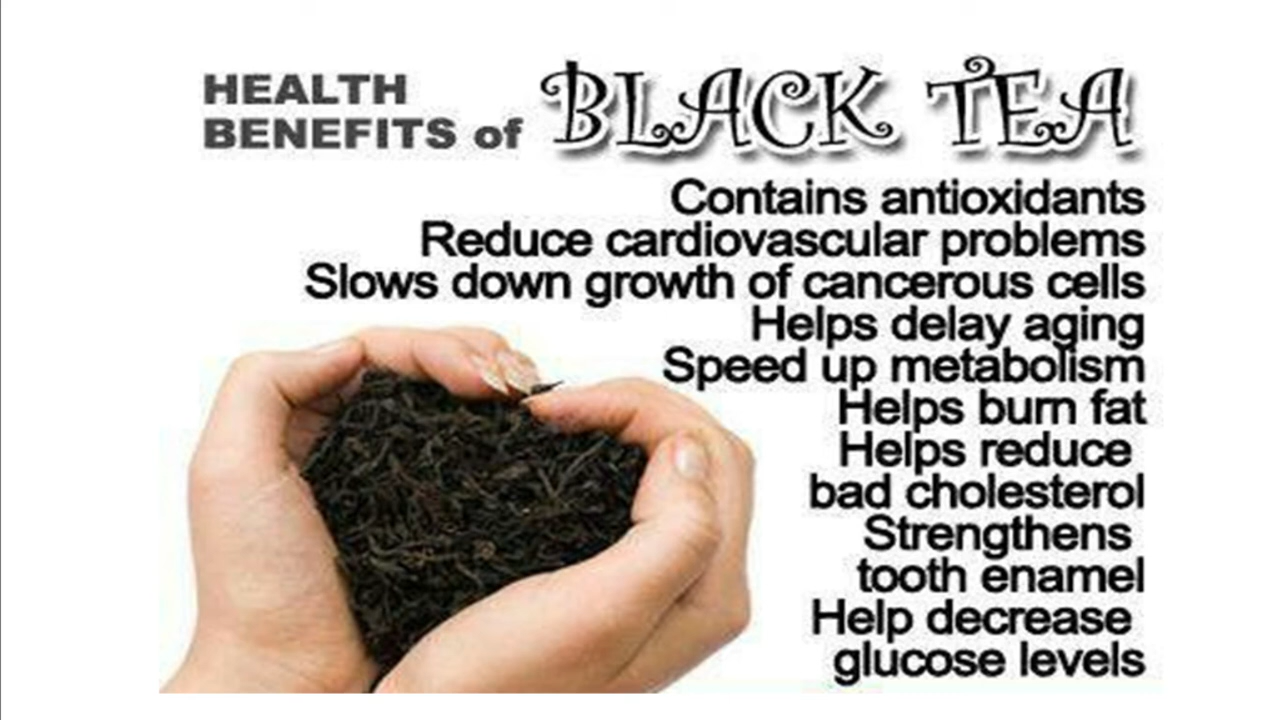 HEALTH
BENEFITS of BLACK TEA
Contains antioxidants
Reduce cardiovascular problems
Slows down growth of cancerous cells
Helps delay aging
Speed up metabolism
Helps burn fat
Helps reduce
bad cholesterol
Strengthens
tooth enamel
Help decrease
glucose levels